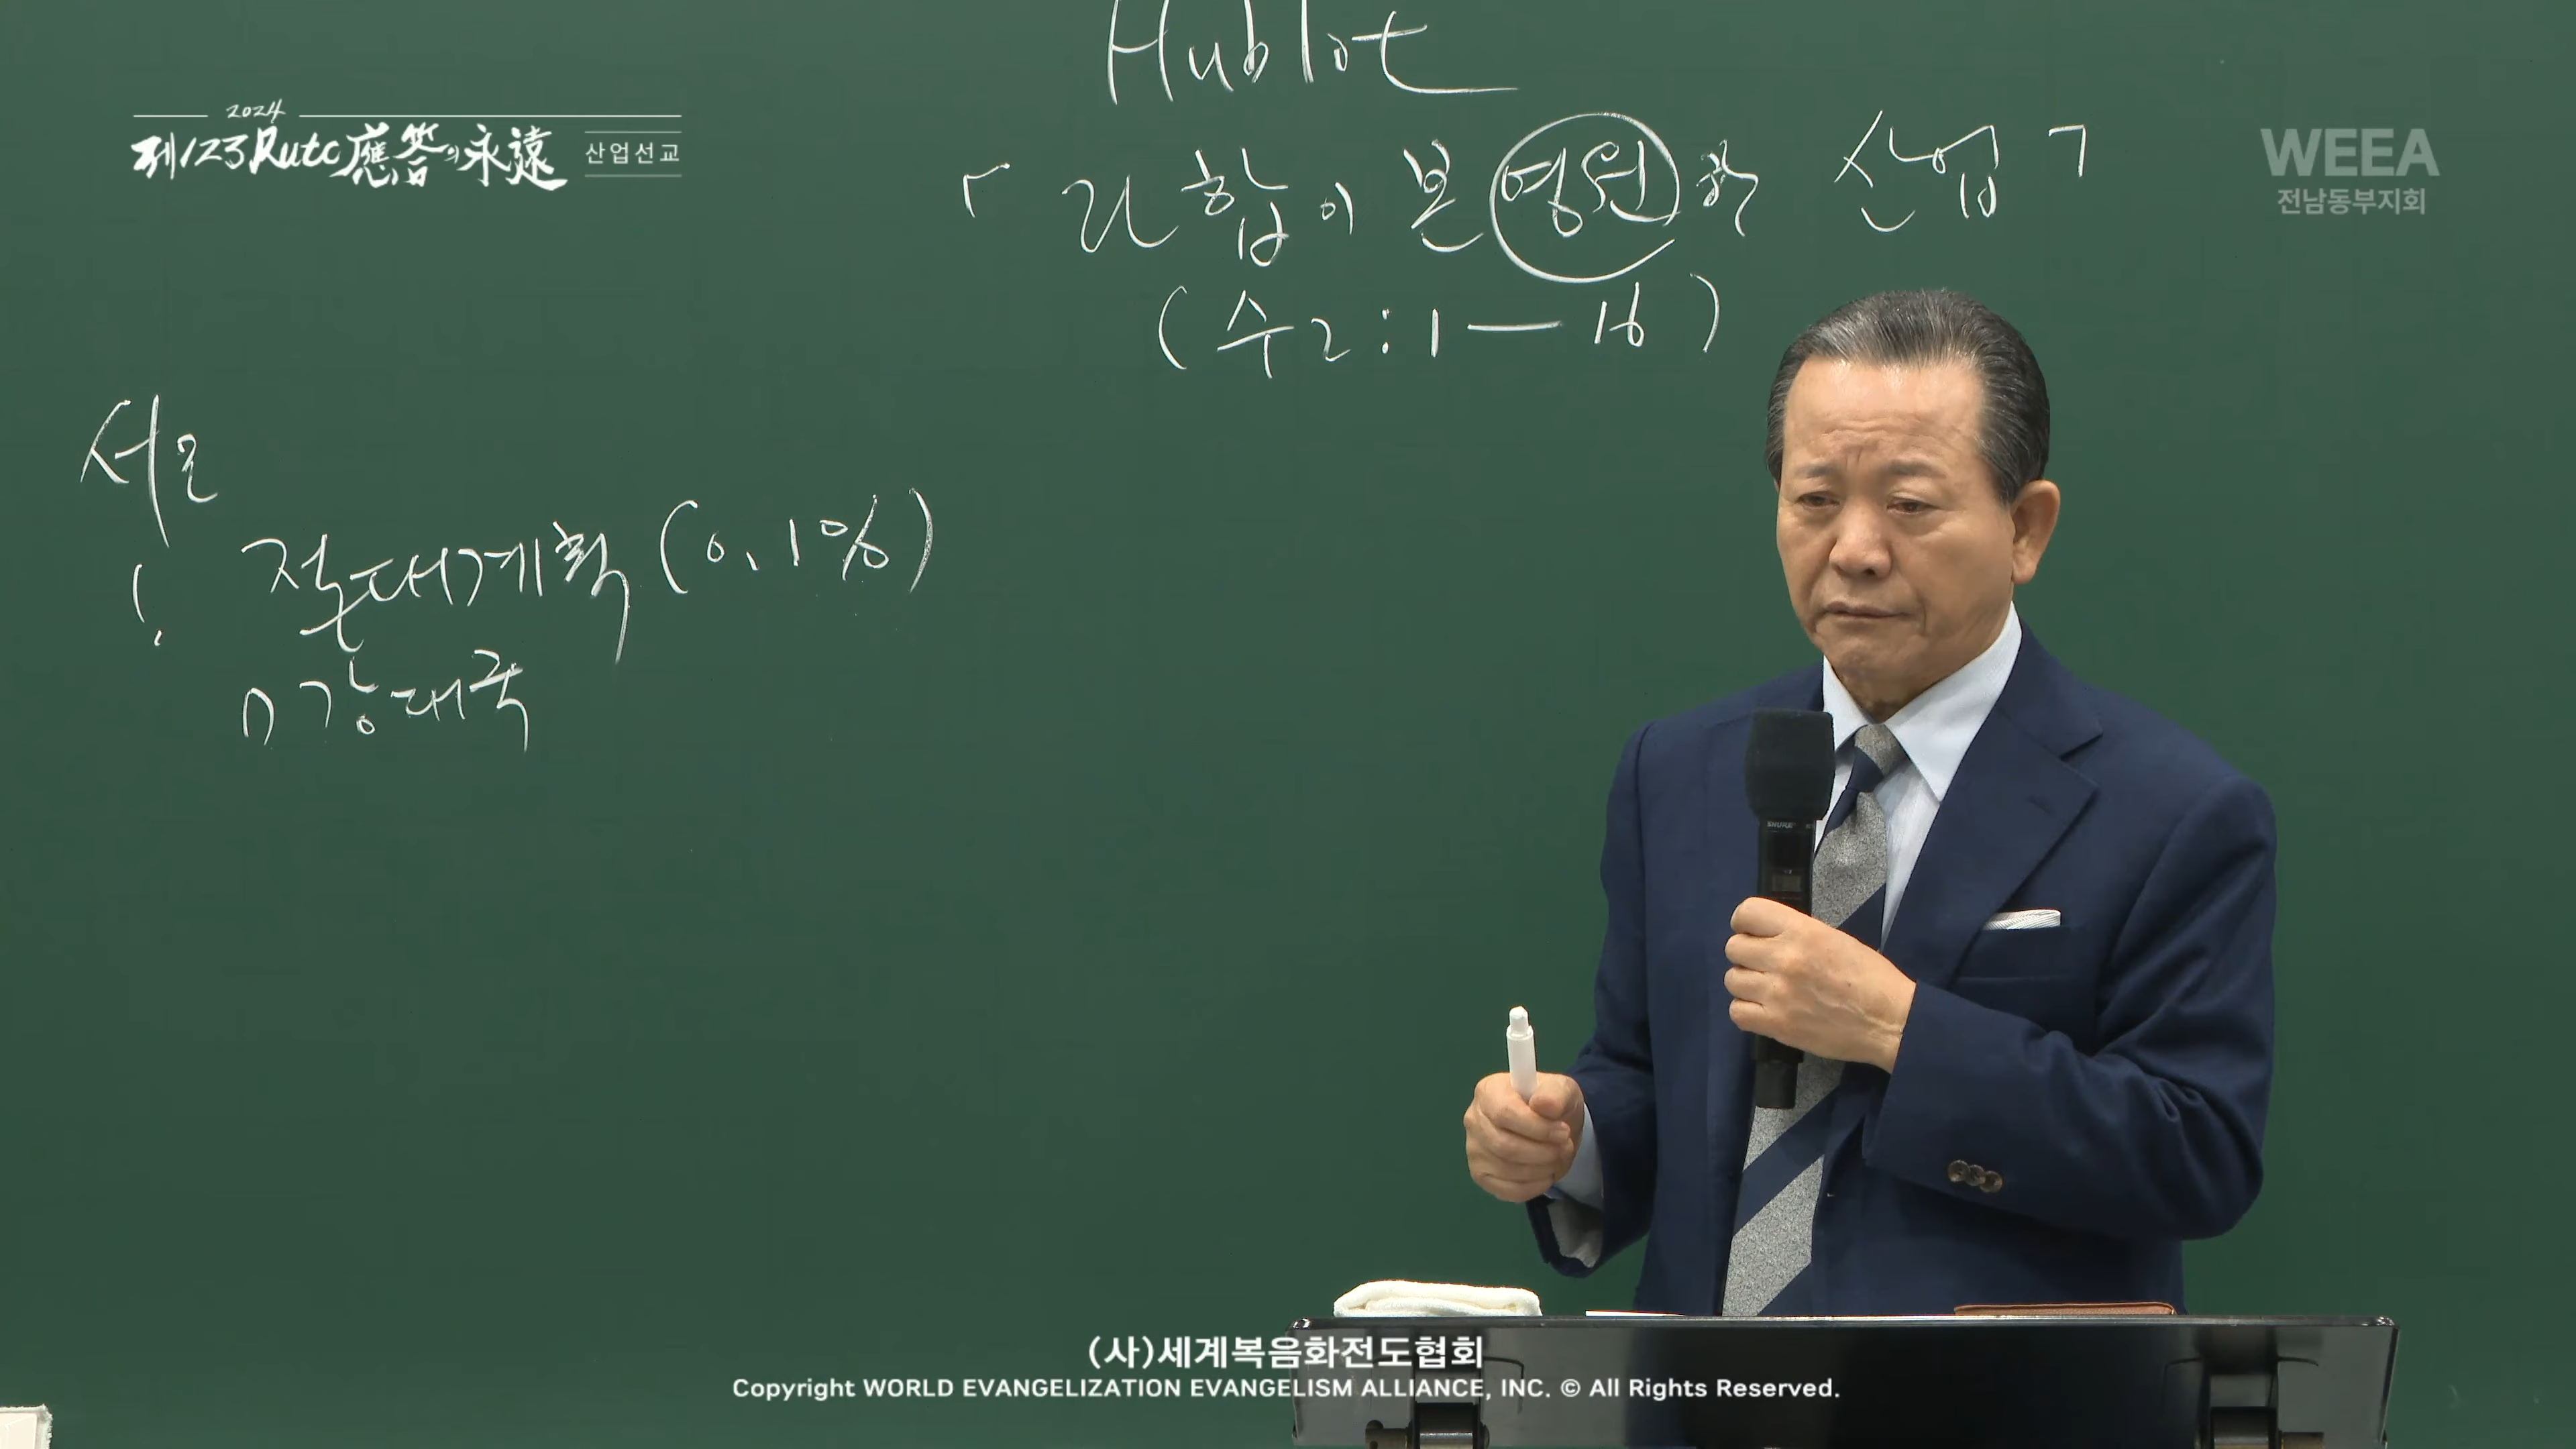 Hublot
「라합이 본 영원과 산업」
(수2:1—16)
2024
제123 Rutc 應答의 永遠 산업선교
WEEA
전남동부지회
서론
절대계획 (0.1%)
1) 강대국
SHURE
(사)세계복음화전도협회
Copyright WORLD EVANGELIZATION EVANGELISM ALLIANCE, INC. © All Rights Reserved.